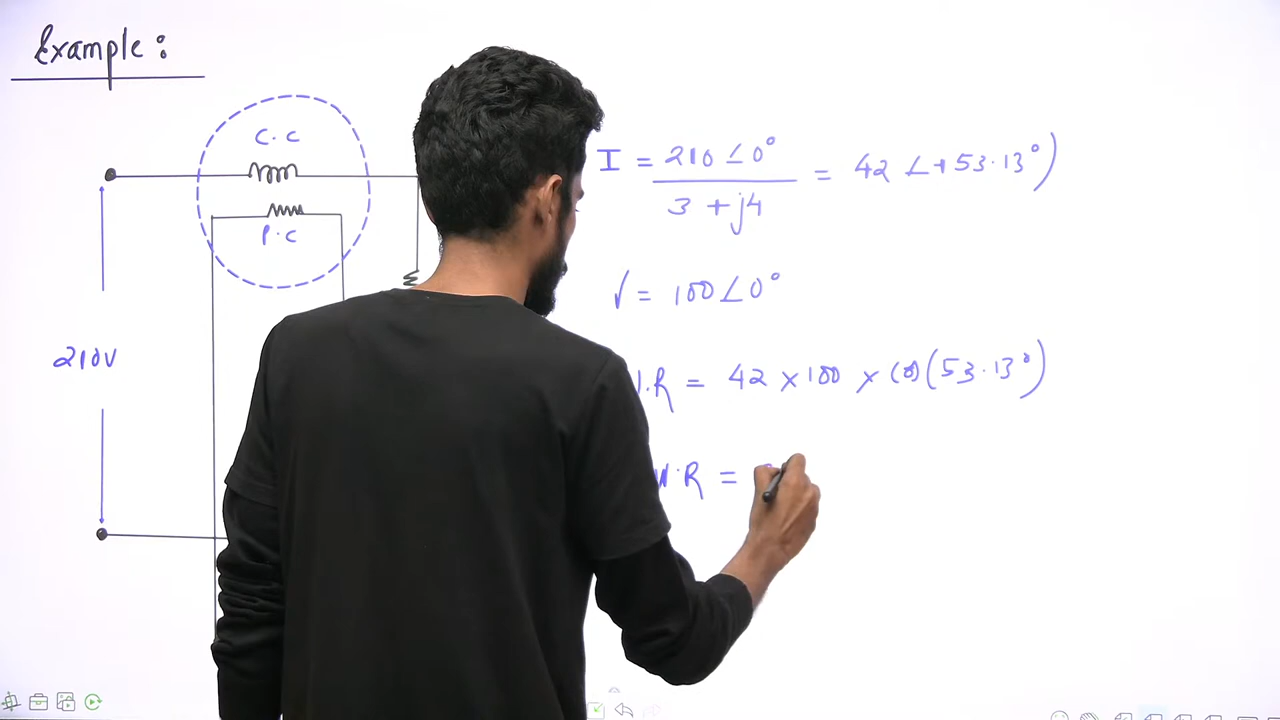 Example :
C.C
P.C
210V
I = 210 ∠0° / 3 + j4 = 42 ∠+53.13°)
V = 100 ∠0°
.R = 42 × 100 × cos(53.13°)
W.R =